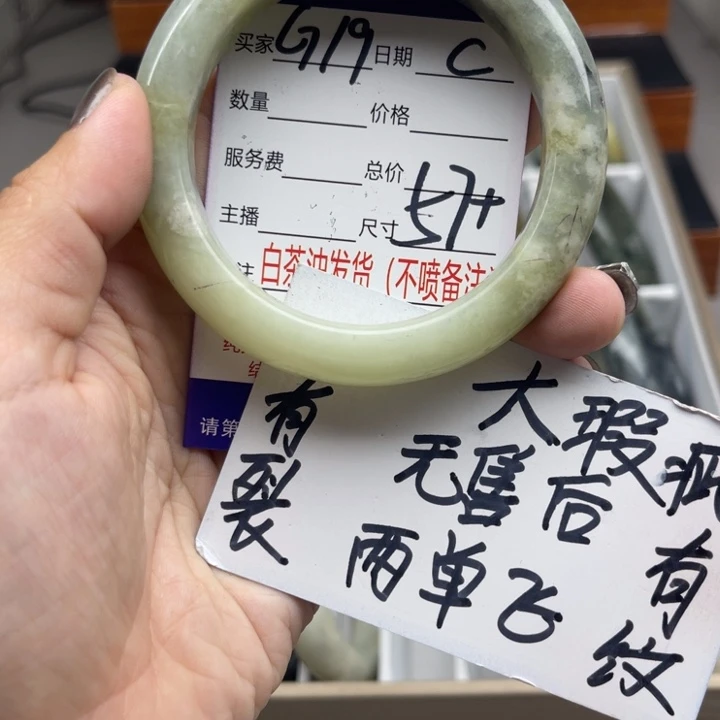 买家 G19 日期 C
数量 价格
服务费 总价
主播 尺寸 57+
注 白茶油发货（不喷备注）
请第
有裂
大瑕疵
无售后
两单飞
有纹